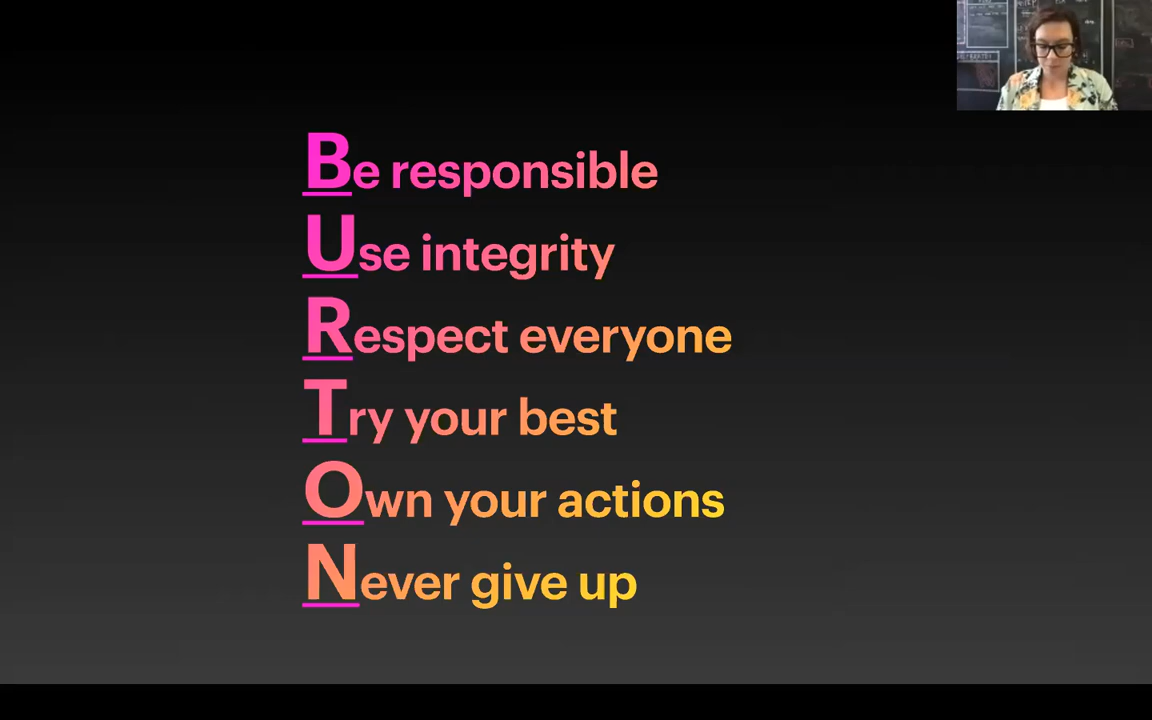 Be responsible
Use integrity
Respect everyone
Try your best
Own your actions
Never give up